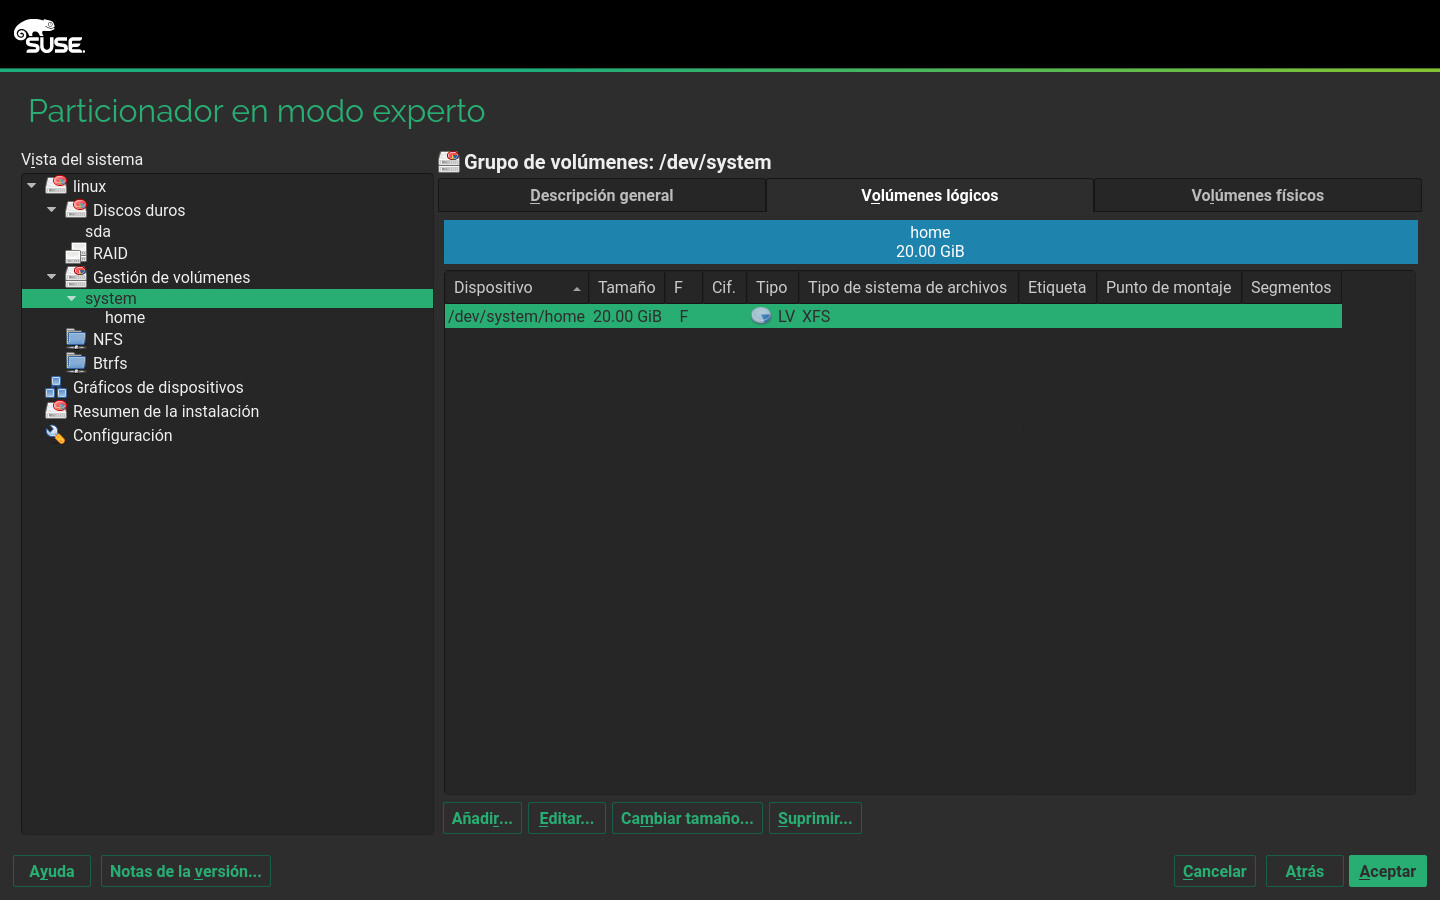 SUSE.
Particionador en modo experto
Vista del sistema
linux
Discos duros
sda
RAID
Gestión de volúmenes
system
home
NFS
Btrfs
Gráficos de dispositivos
Resumen de la instalación
Configuración
Grupo de volúmenes: /dev/system
Descripción general Volúmenes lógicos Volúmenes físicos
home
20.00 GiB
Dispositivo Tamaño F Cif. Tipo Tipo de sistema de archivos Etiqueta Punto de montaje Segmentos
/dev/system/home 20.00 GiB F LV XFS
Añadir... Editar... Cambiar tamaño... Suprimir...
Ayuda Notas de la versión... Cancelar Atrás Aceptar